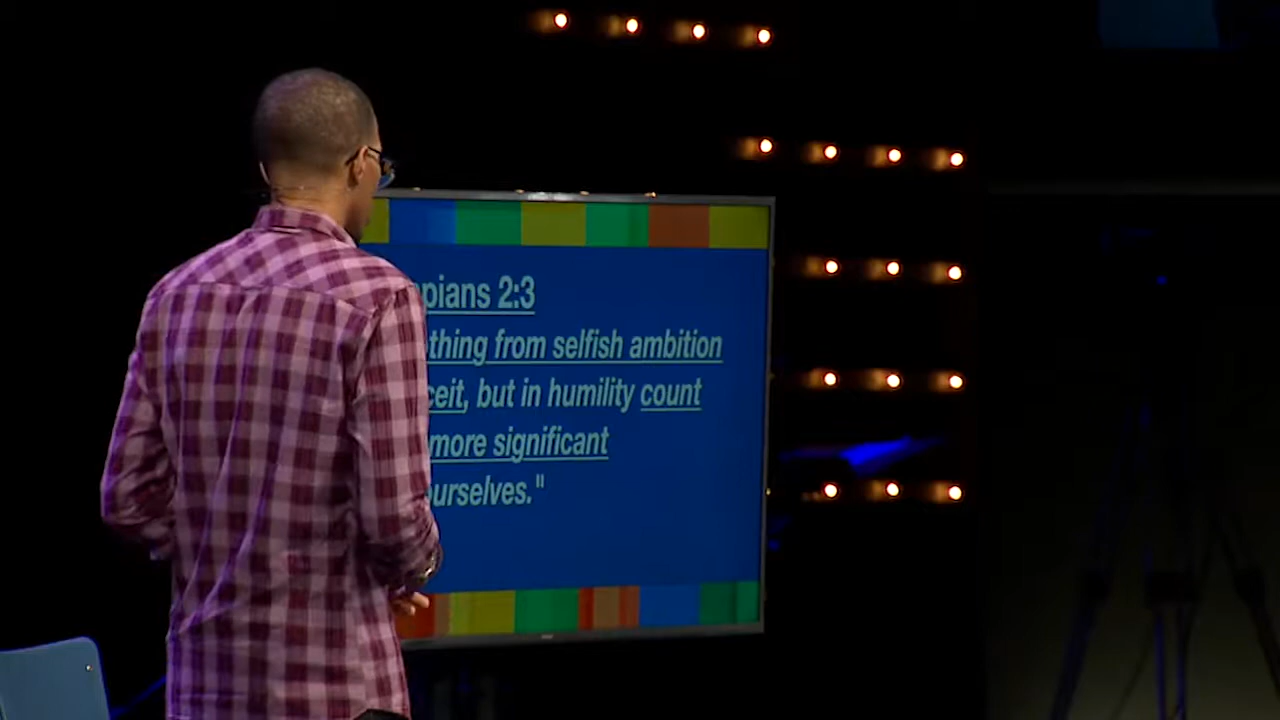 pians 2:3
thing from selfish ambition
ceit, but in humility count
more significant
urselves."